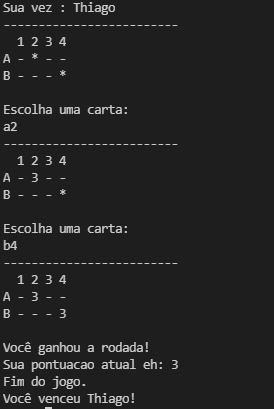 Sua vez : Thiago
-------------------------
  1 2 3 4
A - * - -
B - - - *

Escolha uma carta:
a2
-------------------------
  1 2 3 4
A - 3 - -
B - - - *

Escolha uma carta:
b4
-------------------------
  1 2 3 4
A - 3 - -
B - - - 3

Você ganhou a rodada!
Sua pontuacao atual eh: 3
Fim do jogo.
Você venceu Thiago!